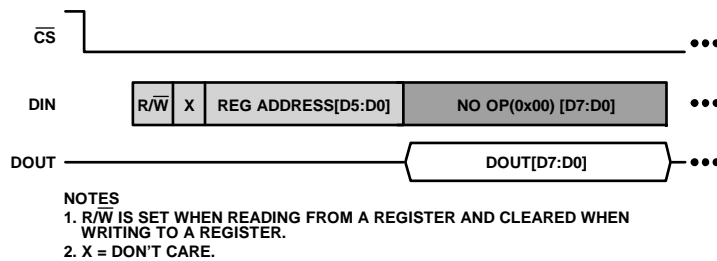 CS
DIN R/W X REG ADDRESS[D5:D0] NO OP(0x00) [D7:D0]
DOUT DOUT[D7:D0]
NOTES
1. R/W IS SET WHEN READING FROM A REGISTER AND CLEARED WHEN
WRITING TO A REGISTER.
2. X = DON'T CARE.